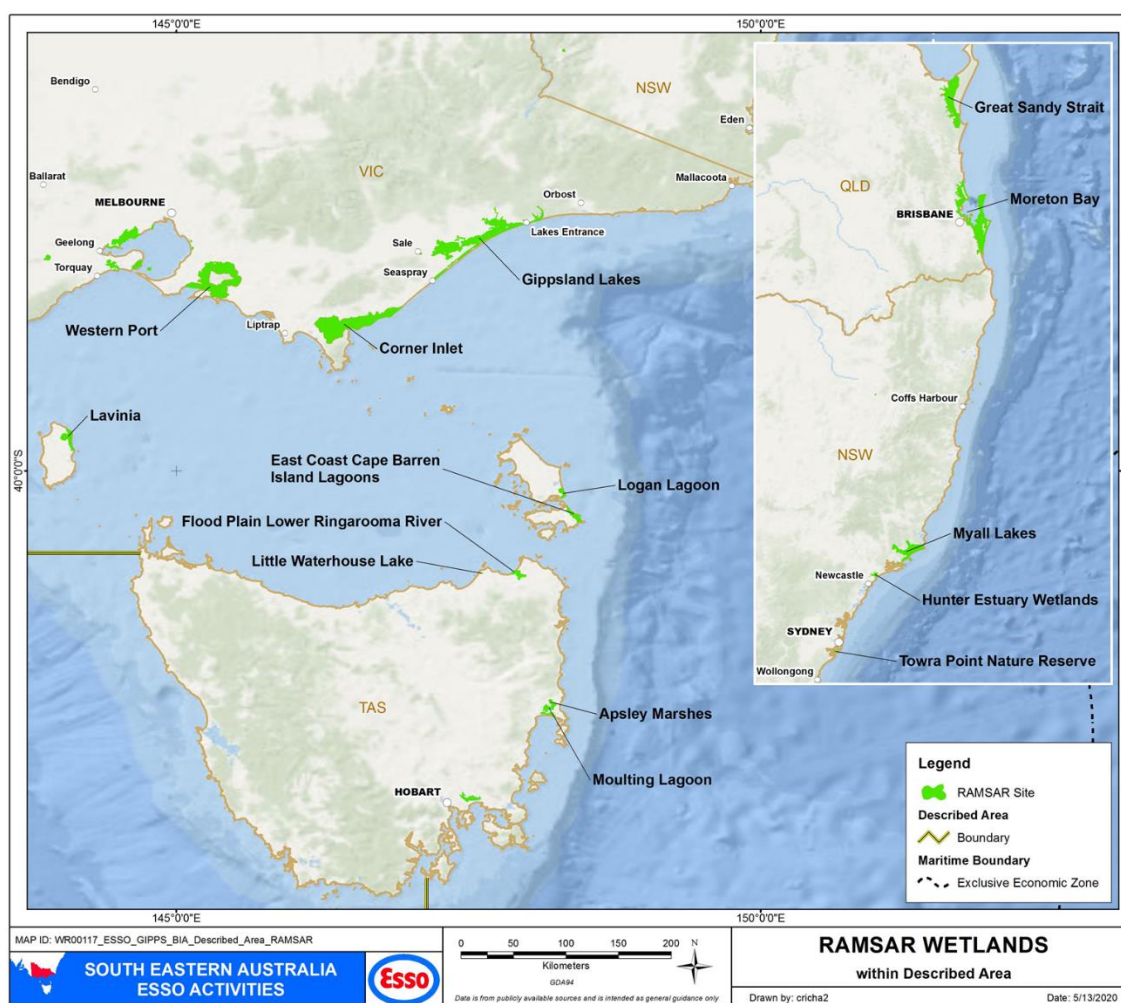 145°0'0"E
150°0'0"E
Bendigo
NSW
Eden
VIC
Ballarat
MELBOURNE
Mallacoota
Orbost
Geelong
Sale
Lakes Entrance
Torquay
Seaspray
Gippsland Lakes
Western Port
Liptrap
Corner Inlet
Lavinia
40°0'0"S
East Coast Cape Barren
Island Lagoons
Logan Lagoon
Flood Plain Lower Ringarooma River
Little Waterhouse Lake
TAS
Apsley Marshes
Moulting Lagoon
HOBART
Great Sandy Strait
QLD
Moreton Bay
BRISBANE
Coffs Harbour
NSW
Myall Lakes
Newcastle
Hunter Estuary Wetlands
SYDNEY
Towra Point Nature Reserve
Wollongong
Legend
RAMSAR Site
Described Area
Boundary
Maritime Boundary
Exclusive Economic Zone
145°0'0"E
150°0'0"E
MAP ID: WR00117_ESSO_GIPPS_BIA_Described_Area_RAMSAR
SOUTH EASTERN AUSTRALIA
ESSO ACTIVITIES
Esso
0 50 100 150 200
Kilometers
GDA94
N
Data is from publicly available sources and is intended as general guidance only
RAMSAR WETLANDS
within Described Area
Drawn by: cricha2
Date: 5/13/2020